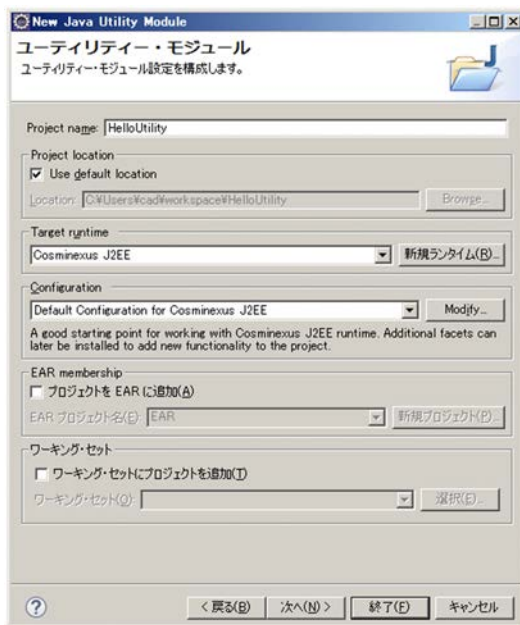 New Java Utility Module
ユーティリティー・モジュール
ユーティリティー・モジュール設定を構成します。
Project name: HelloUtility
Project location
Use default location
Location: C:¥Users¥cad¥workspace¥HelloUtility Browse...
Target runtime
Cosminexus J2EE 新規ランタイム(R)...
Configuration
Default Configuration for Cosminexus J2EE Modify...
A good starting point for working with Cosminexus J2EE runtime. Additional facets can
later be installed to add new functionality to the project.
EAR membership
プロジェクトを EAR に追加(A)
EAR プロジェクト名(E): EAR 新規プロジェクト(P)...
ワーキング・セット
ワーキング・セットにプロジェクトを追加(T)
ワーキング・セット(O): 選択(E)...
? < 戻る(B) 次へ(N) > 終了(F) キャンセル